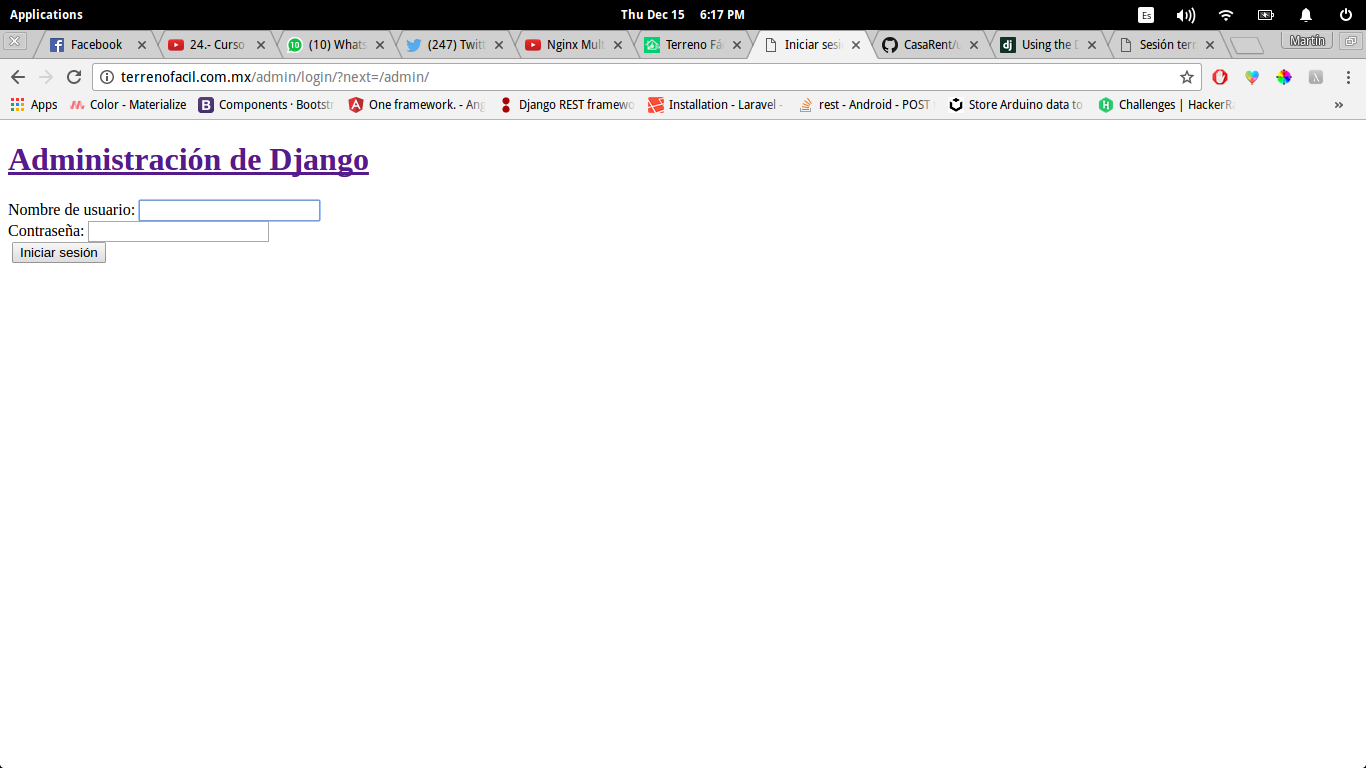 Applications
Thu Dec 15 6:17 PM
Es
Facebook
24.- Curso
(10) Whats
(247) Twitt
Nginx Mult
Terreno Fá
Iniciar sesi
CasaRent/
Using the D
Sesión terr
Martín
terrenofacil.com.mx/admin/login/?next=/admin/
Apps
Color - Materialize
Components · Bootstr
One framework. - Ang
Django REST framewo
Installation - Laravel -
rest - Android - POST
Store Arduino data to
Challenges | HackerRa
»
Administración de Django
Nombre de usuario:
Contraseña:
Iniciar sesión